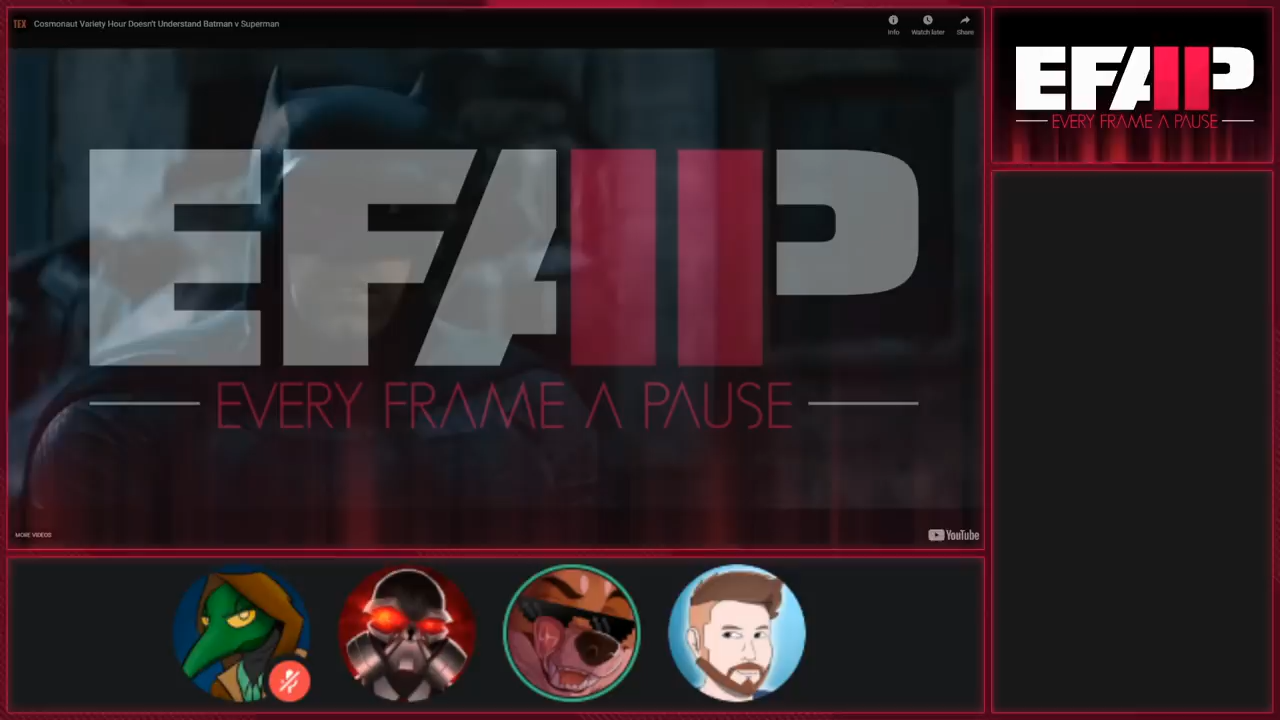 TEX Cosmonaut Variety Hour Doesn't Understand Batman v Superman
Info Watch later Share
EFAP
EVERY FRAME A PAUSE
MORE VIDEOS
YouTube
EFAP
EVERY FRAME A PAUSE